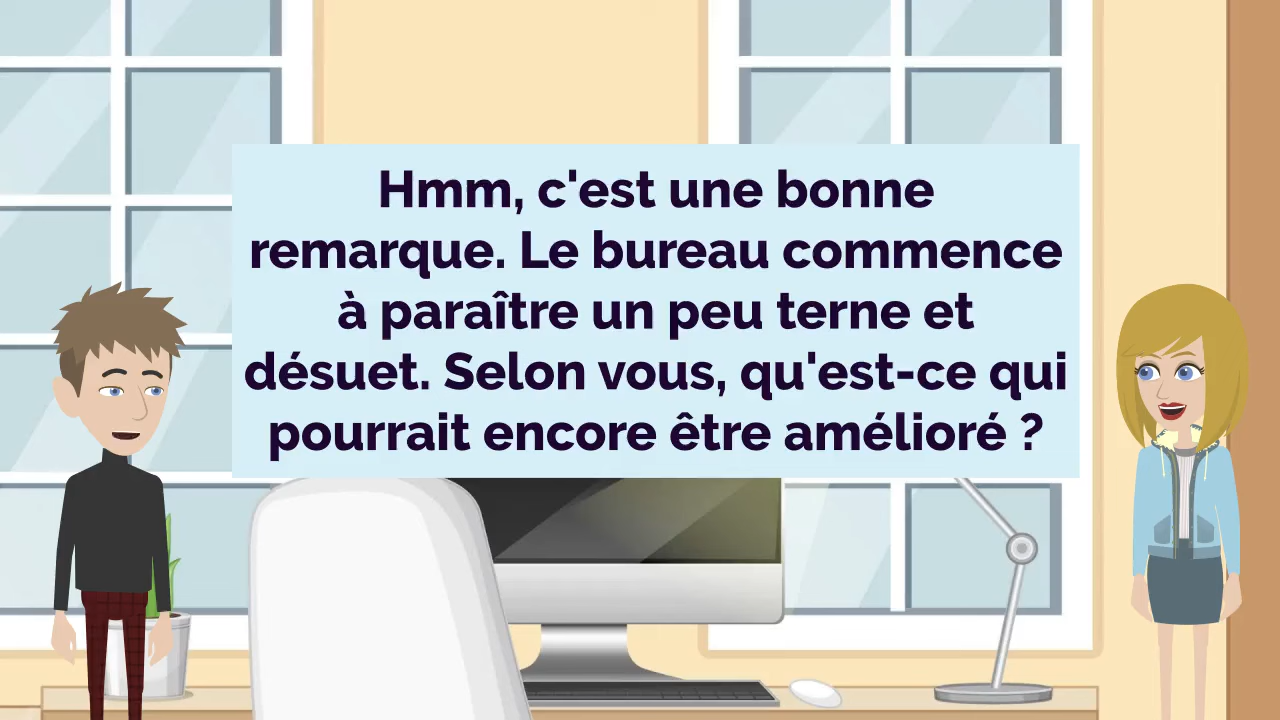 Hmm, c'est une bonne
remarque. Le bureau commence
à paraître un peu terne et
désuet. Selon vous, qu'est-ce qui
pourrait encore être amélioré ?